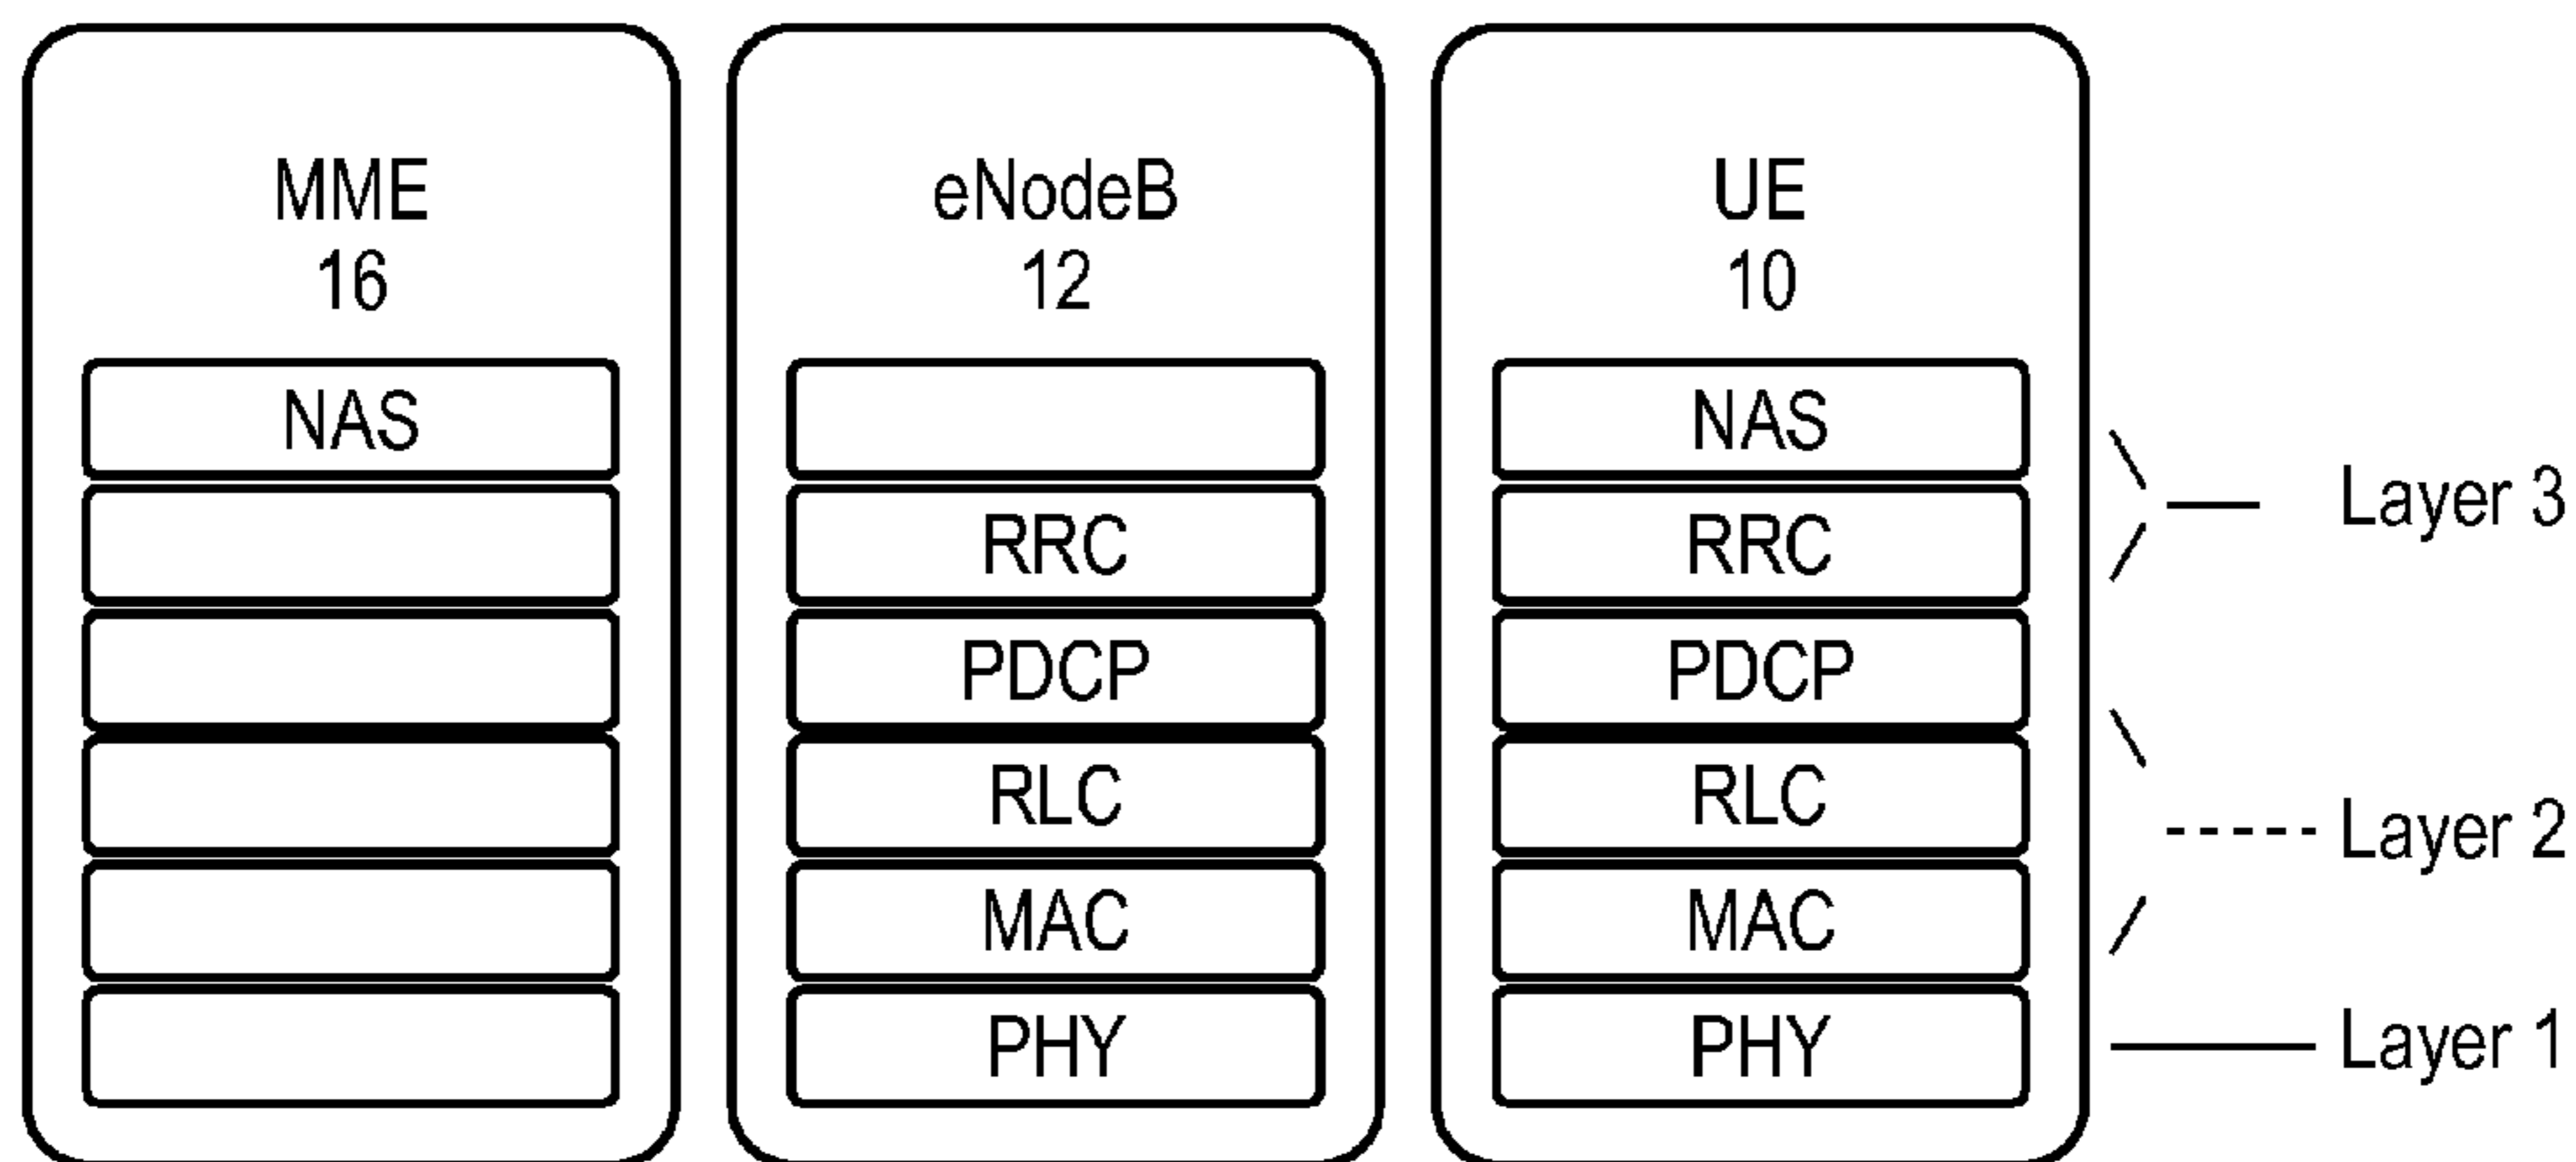 MME
16
NAS
eNodeB
12
RRC
PDCP
RLC
MAC
PHY
UE
10
NAS
RRC
PDCP
RLC
MAC
PHY
Layer 3
Layer 2
Layer 1